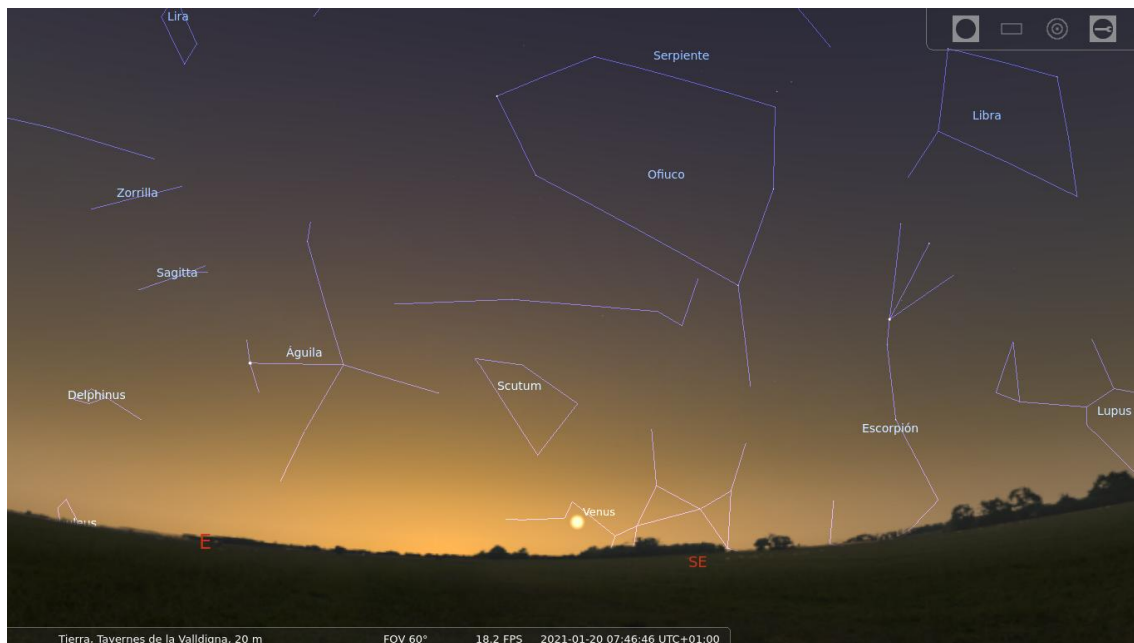 Lira
Serpiente
Libra
Ofiuco
Zorrilla
Sagitta
Águila
Scutum
Delphinus
Lupus
Escorpión
Venus
E
SE
Tierra, Tavernes de la Valldigna, 20 m FOV 60° 18.2 FPS 2021-01-20 07:46:46 UTC+01:00